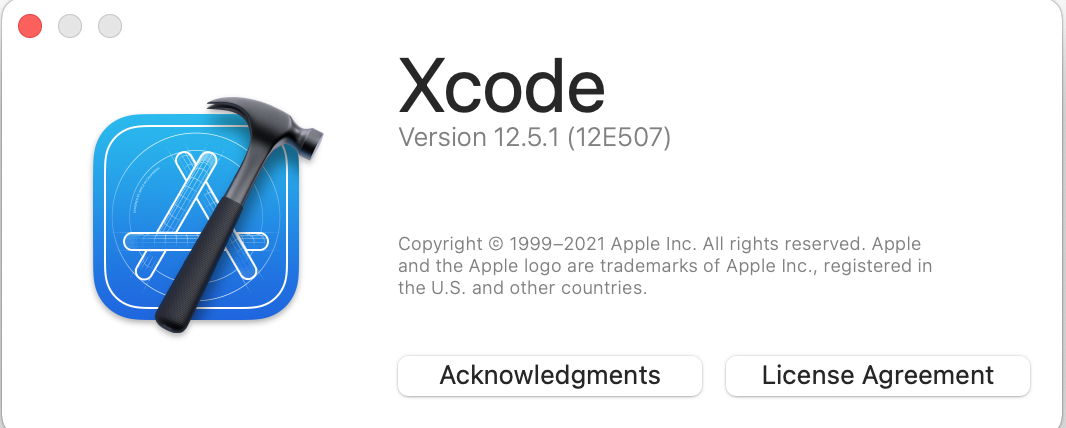 Xcode
Version 12.5.1 (12E507)
Copyright © 1999–2021 Apple Inc. All rights reserved. Apple
and the Apple logo are trademarks of Apple Inc., registered in
the U.S. and other countries.
Acknowledgments
License Agreement